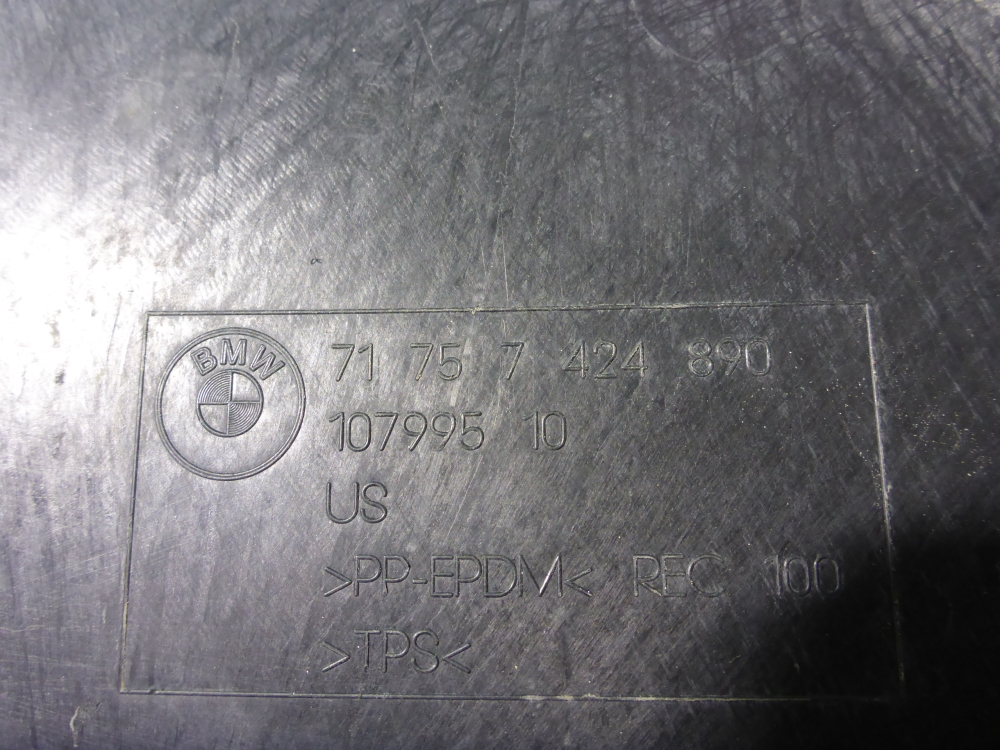 BMW
71 75 7 424 890
107995 10
US
>PP-EPDM< REC 100
>TPS<